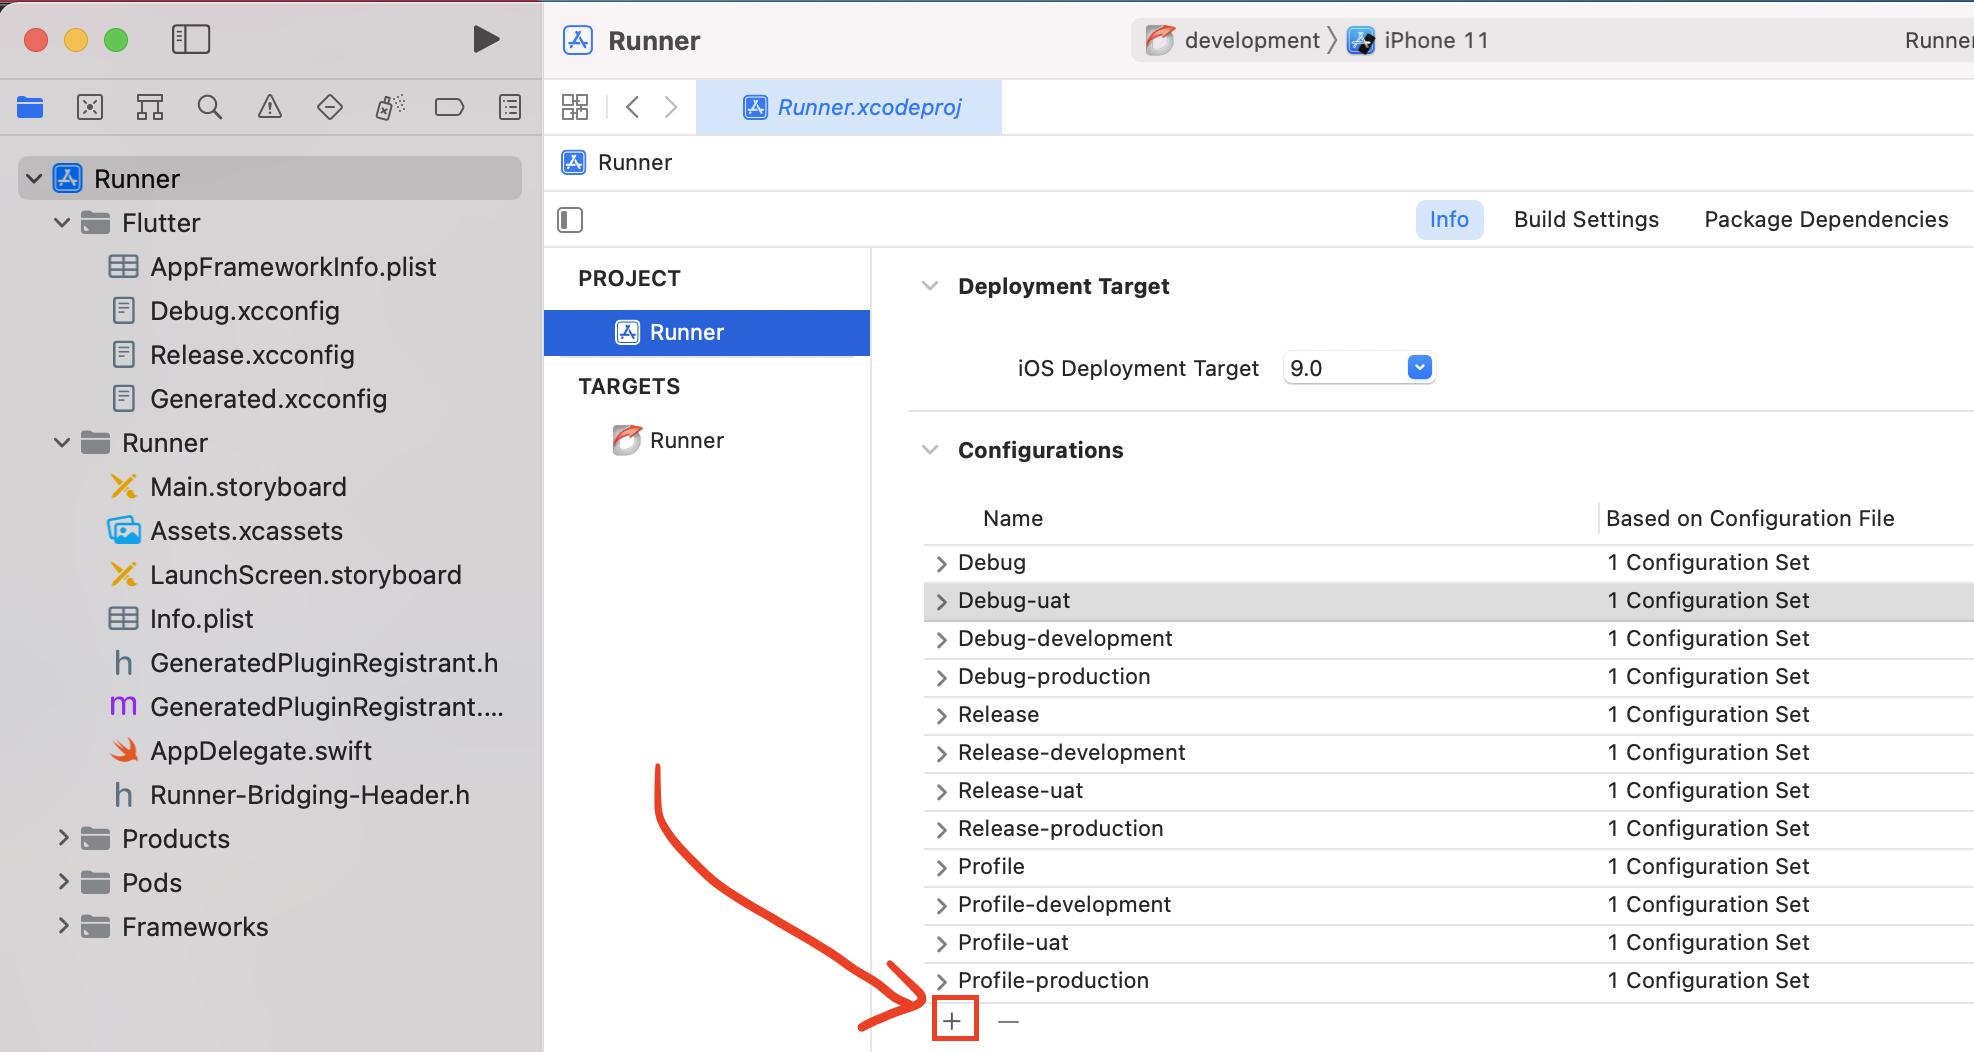 Runner
development
iPhone 11
Runner
Runner.xcodeproj
Runner
Info
Build Settings
Package Dependencies
Runner
Flutter
AppFrameworkInfo.plist
Debug.xcconfig
Release.xcconfig
Generated.xcconfig
Runner
Main.storyboard
Assets.xcassets
LaunchScreen.storyboard
Info.plist
h GeneratedPluginRegistrant.h
m GeneratedPluginRegistrant....
AppDelegate.swift
h Runner-Bridging-Header.h
Products
Pods
Frameworks
PROJECT
Runner
TARGETS
Runner
Deployment Target
iOS Deployment Target 9.0
Configurations
Name Based on Configuration File
Debug 1 Configuration Set
Debug-uat 1 Configuration Set
Debug-development 1 Configuration Set
Debug-production 1 Configuration Set
Release 1 Configuration Set
Release-development 1 Configuration Set
Release-uat 1 Configuration Set
Release-production 1 Configuration Set
Profile 1 Configuration Set
Profile-development 1 Configuration Set
Profile-uat 1 Configuration Set
Profile-production 1 Configuration Set
+ —